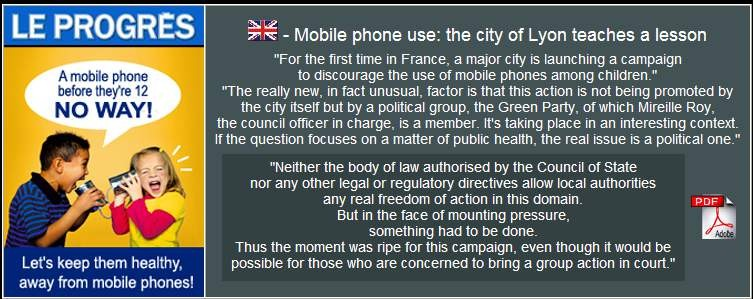 LE PROGRÈS
A mobile phone
before they're 12
NO WAY!
Let's keep them healthy,
away from mobile phones!
- Mobile phone use: the city of Lyon teaches a lesson
"For the first time in France, a major city is launching a campaign
to discourage the use of mobile phones among children."
"The really new, in fact unusual, factor is that this action is not being promoted by
the city itself but by a political group, the Green Party, of which Mireille Roy,
the council officer in charge, is a member. It's taking place in an interesting context.
If the question focuses on a matter of public health, the real issue is a political one."
"Neither the body of law authorised by the Council of State
nor any other legal or regulatory directives allow local authorities
any real freedom of action in this domain.
But in the face of mounting pressure,
something had to be done.
Thus the moment was ripe for this campaign, even though it would be
possible for those who are concerned to bring a group action in court."
PDF
Adobe